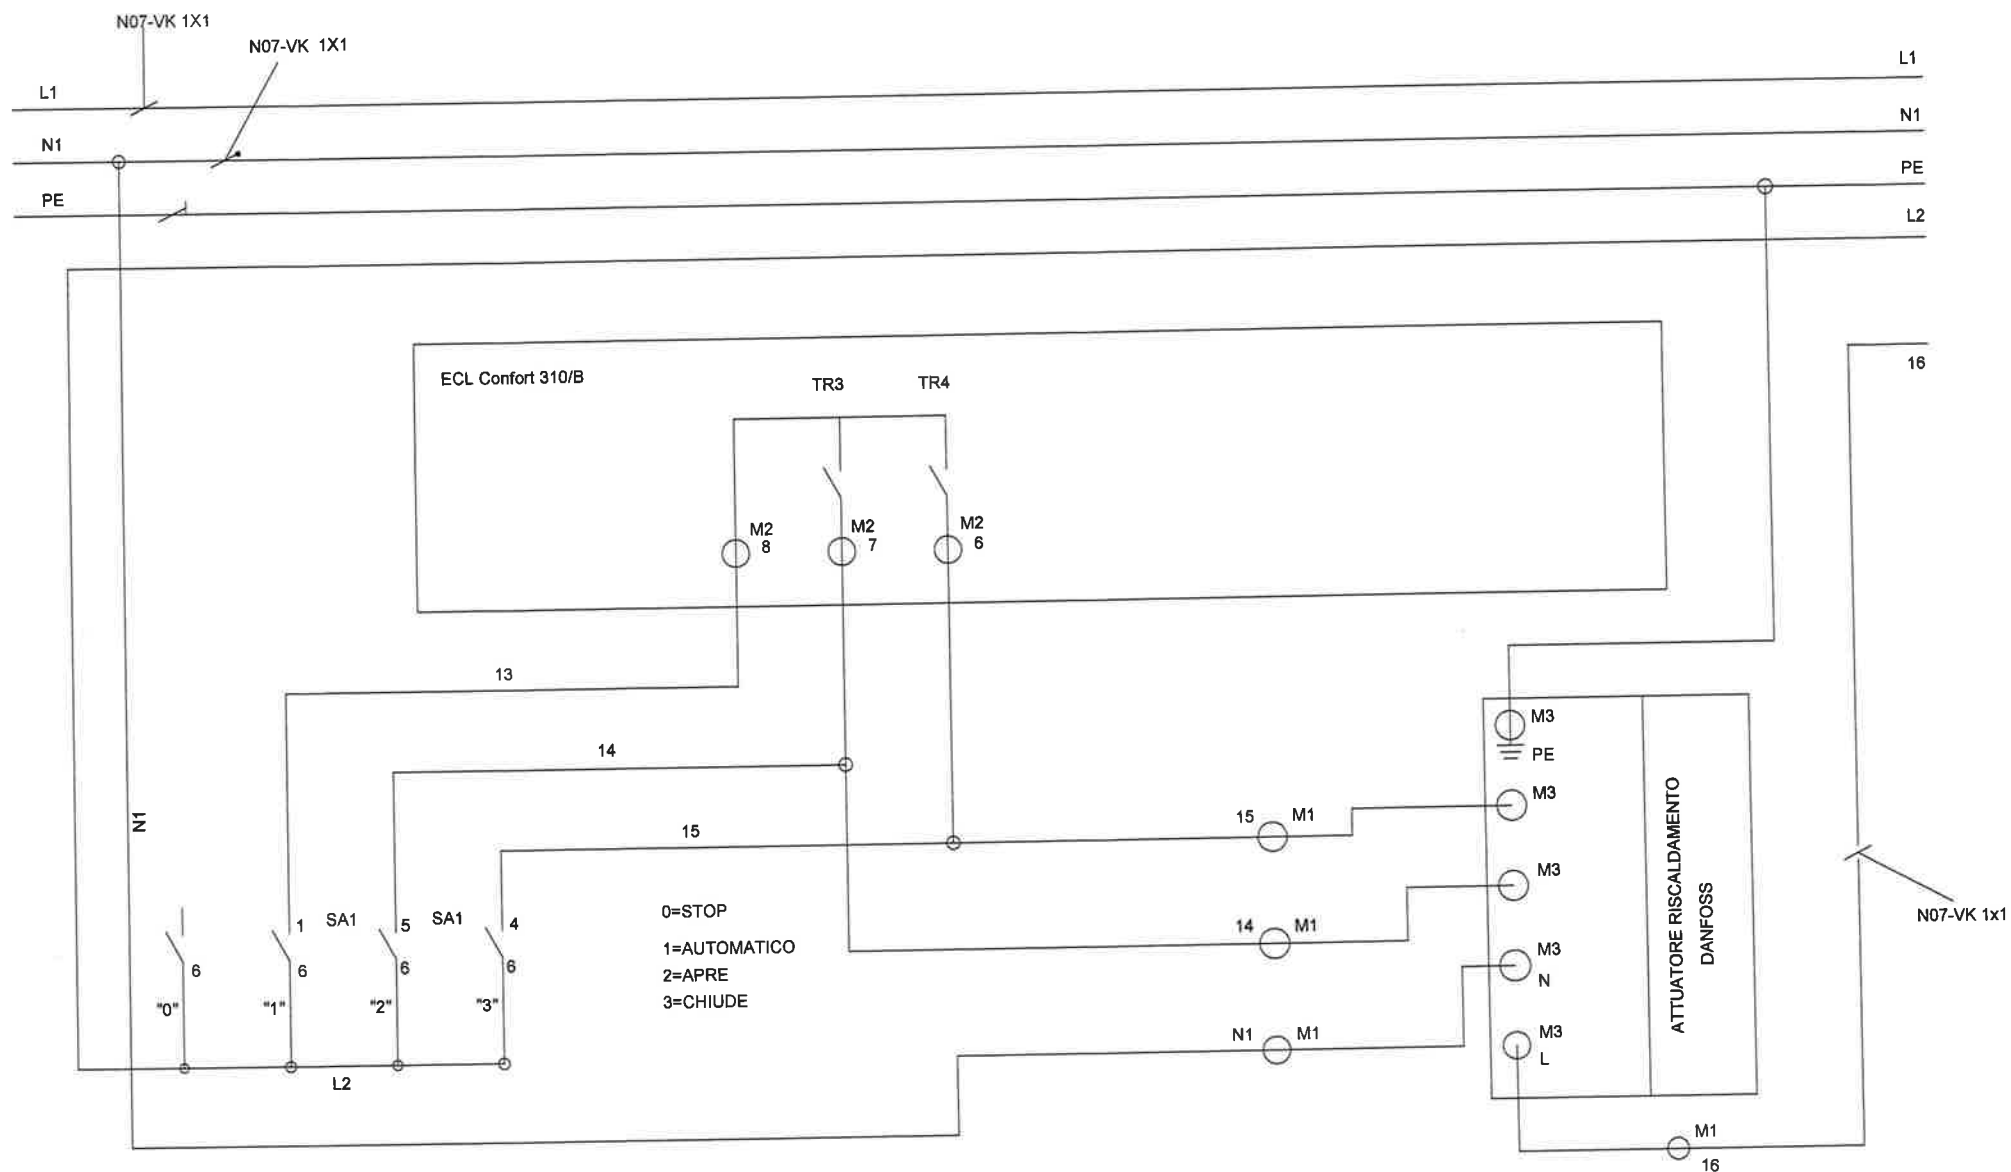 N07-VK 1X1
N07-VK 1X1
L1
L1
N1
N1
PE
PE
L2
ECL Confort 310/B
TR3
TR4
16
M2
8
M2
7
M2
6
13
14
15
N1
15 M1
14 M1
N1 M1
M3
PE
M3
M3
M3
N
M3
L
ATTUATORE RISCALDAMENTO
DANFOSS
N07-VK 1x1
1
SA1
5
SA1
4
6
6
6
6
"0"
"1"
"2"
"3"
0=STOP
1=AUTOMATICO
2=APRE
3=CHIUDE
L2
M1
16